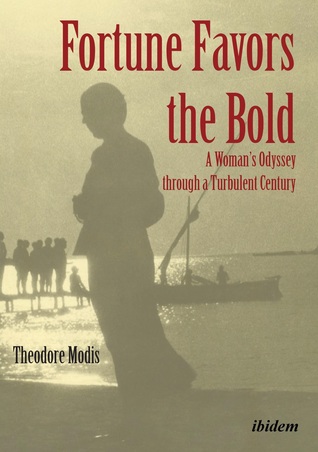 Fortune Favors
the Bold
A Woman's Odyssey
through a Turbulent Century
Theodore Modis
ibidem